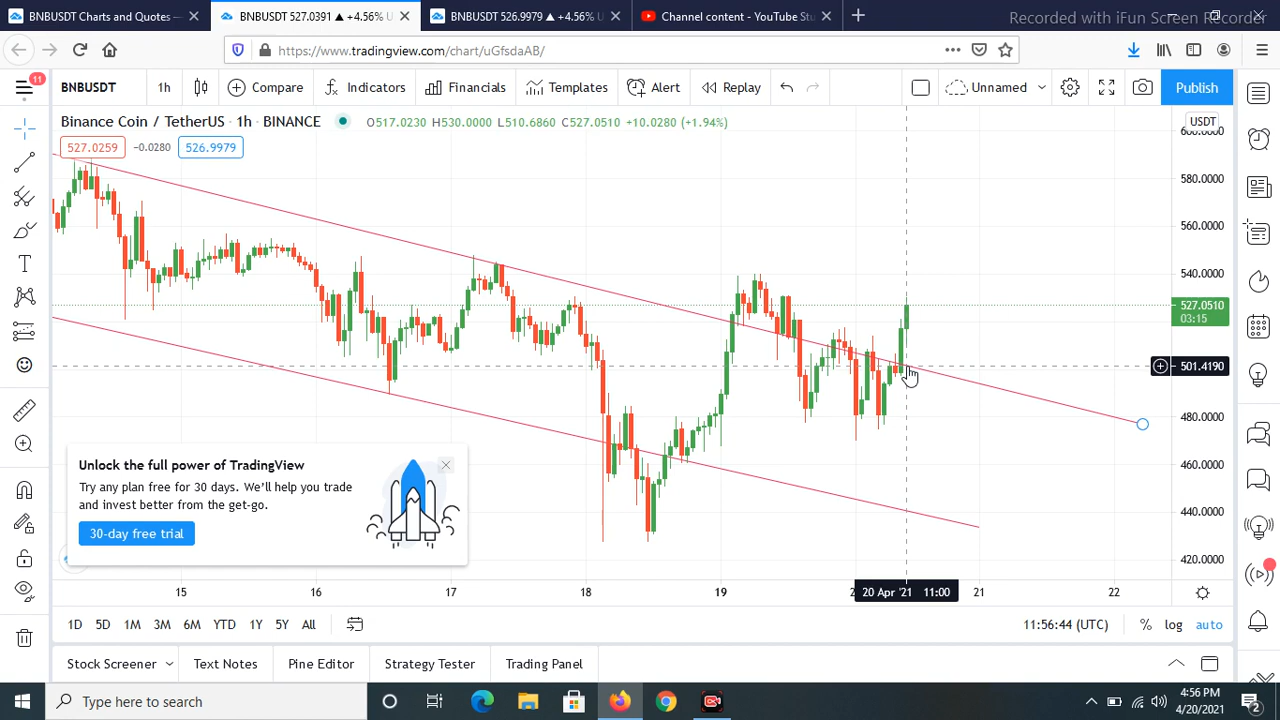 BNBUSDT Charts and Quotes —
BNBUSDT 527.0391 ▲ +4.56% U
BNBUSDT 526.9979 ▲ +4.56% U
Channel content - YouTube Stu
Recorded with iFun Screen Recorder
https://www.tradingview.com/chart/uGfsdaAB/
11
BNBUSDT
1h
Compare
Indicators
Financials
Templates
Alert
Replay
Unnamed
Publish
Binance Coin / TetherUS · 1h · BINANCE
O517.0230 H530.0000 L510.6860 C527.0510 +10.0280 (+1.94%)
USDT
527.0259
-0.0280
526.9979
600.0000
580.0000
560.0000
540.0000
527.0510
03:15
501.4190
480.0000
460.0000
440.0000
420.0000
Unlock the full power of TradingView
Try any plan free for 30 days. We'll help you trade
and invest better from the get-go.
30-day free trial
15
16
17
18
19
20 Apr '21 11:00
21
22
1D
5D
1M
3M
6M
YTD
1Y
5Y
All
11:56:44 (UTC)
%
log
auto
Stock Screener
Text Notes
Pine Editor
Strategy Tester
Trading Panel
Type here to search
4:56 PM
4/20/2021
2